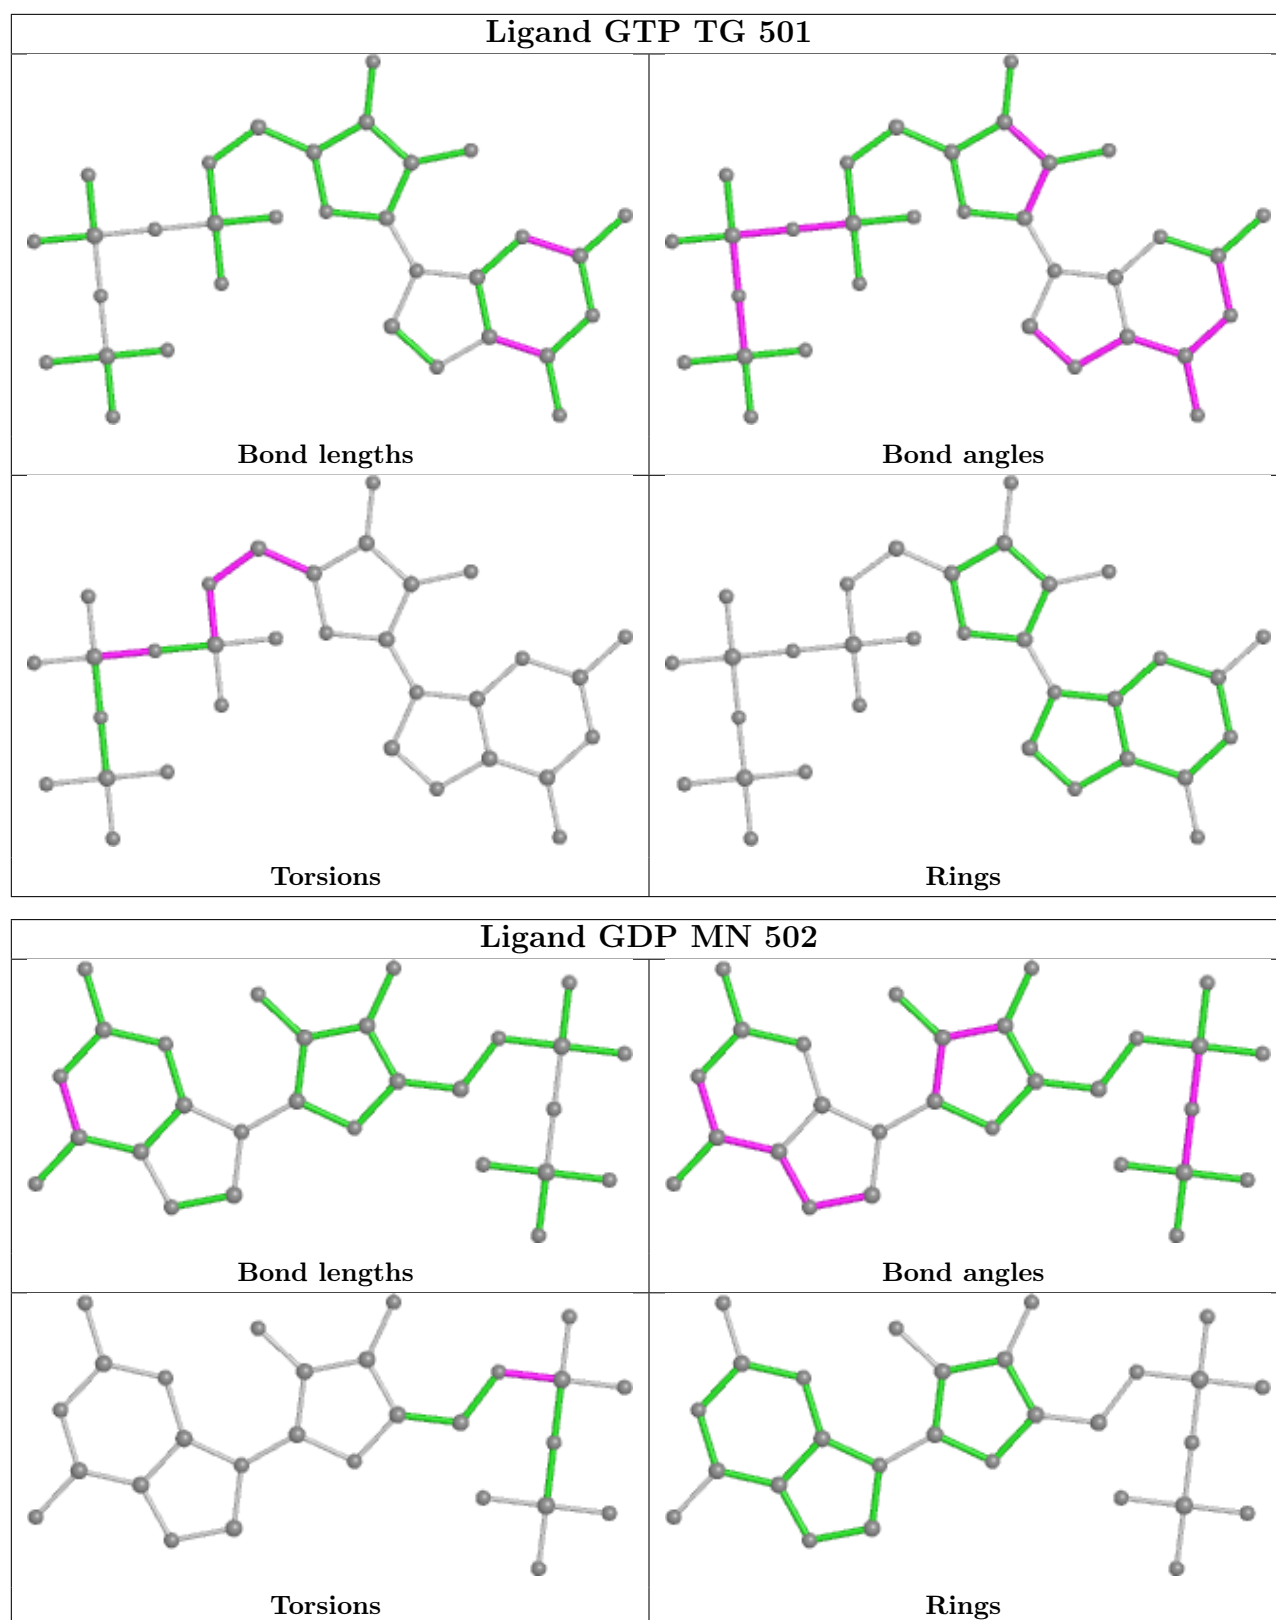 Ligand GTP TG 501
Bond lengths
Bond angles
Torsions
Rings
Ligand GDP MN 502
Bond lengths
Bond angles
Torsions
Rings